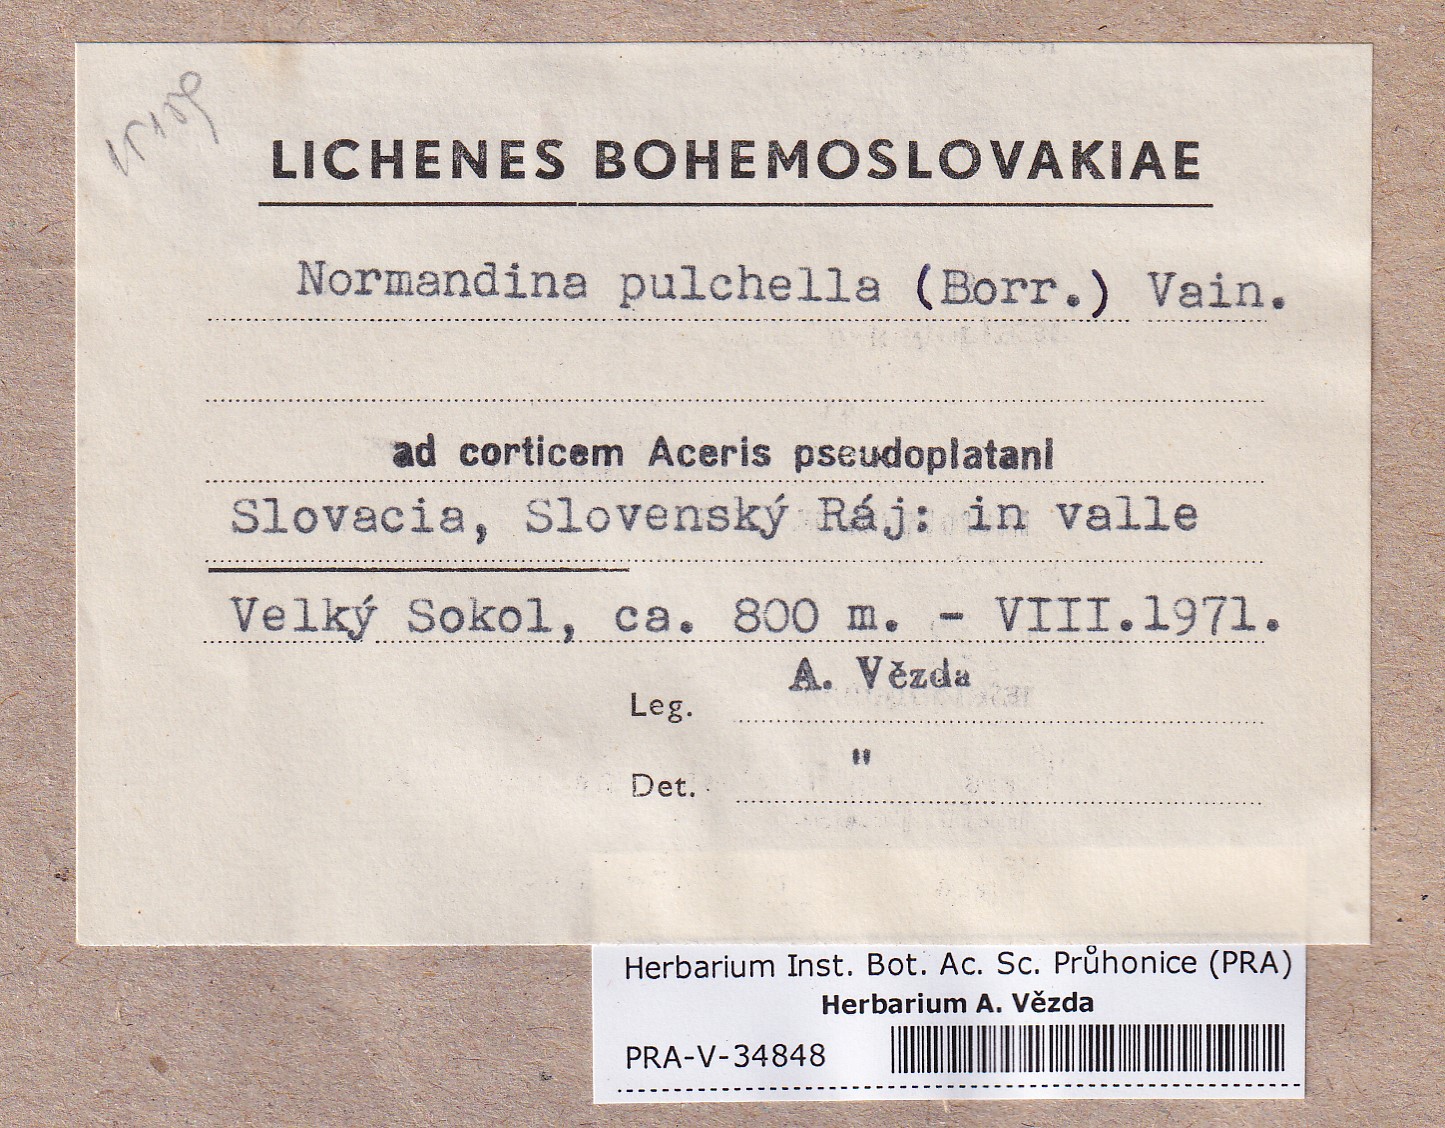 LICHENES BOHEMOSLOVAKIAE
Normandina pulchella (Borr.) Vain.
ad corticem Aceris pseudoplatani
Slovacia, Slovenský Ráj: in valle
Velký Sokol, ca. 800 m. - VIII.1971.
Leg. A. Vězda
Det. "
Herbarium Inst. Bot. Ac. Sc. Průhonice (PRA)
Herbarium A. Vězda
PRA-V-34848